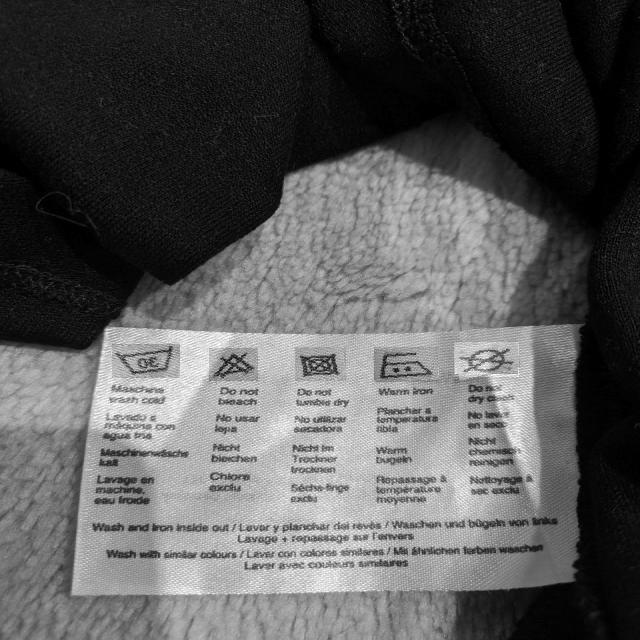 Machine
wash cold
Lavado a
máquina con
agua fria
Maschinenwäsche
kalt
Lavage en
machine,
eau froide
Do not
bleach
No usar
lejia
Nicht
bleichen
Chlore
exclu
Do not
tumble dry
No utilizar
secadora
Nicht im
Trockner
trocknen
Sèche-linge
exclu
Warm iron
Planchar a
temperatura
tibia
Warm
bugeln
Repassage à
température
moyenne
Do not
dry clean
No lavar
en seco
Nicht
chemisch
reinigen
Nettoyage à
sec exclu
Wash and iron inside out / Lavar y planchar del revés / Waschen und bügeln von links
Lavage + repassage sur l'envers
Wash with similar colours / Lavar con colores similares / Mit ähnlichen farben waschen
Laver avec couleurs similaires